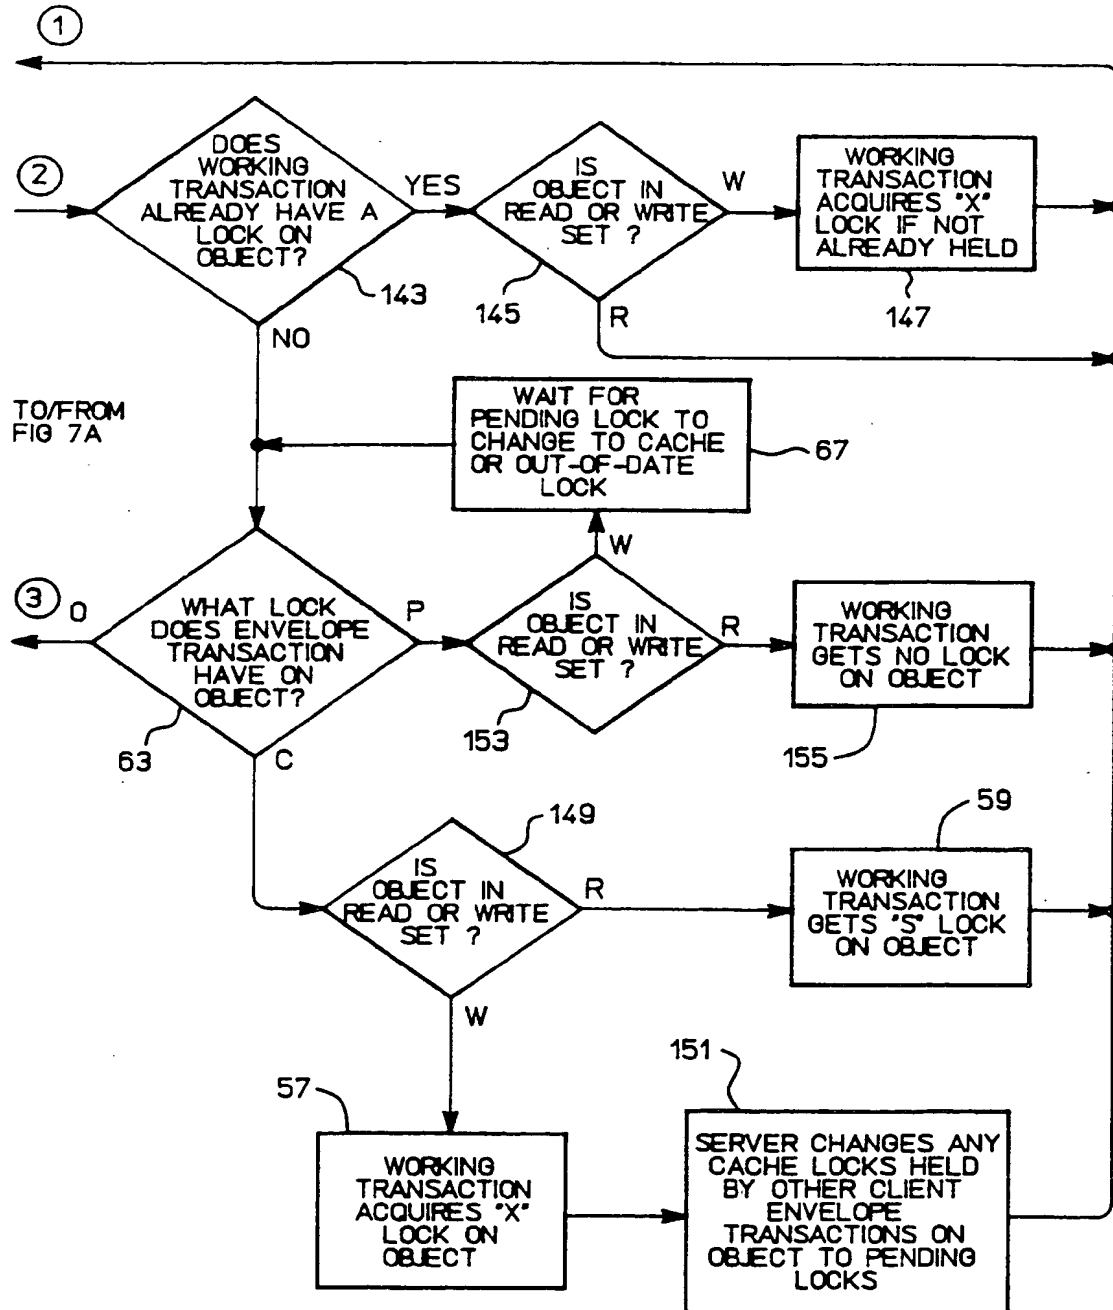 1
2
DOES
WORKING
TRANSACTION
ALREADY HAVE A
LOCK ON
OBJECT?
143
YES
NO
IS
OBJECT IN
READ OR WRITE
SET ?
145
W
R
WORKING
TRANSACTION
ACQUIRES "X"
LOCK IF NOT
ALREADY HELD
147
TO/FROM
FIG 7A
WAIT FOR
PENDING LOCK TO
CHANGE TO CACHE
OR OUT-OF-DATE
LOCK
67
3
O
WHAT LOCK
DOES ENVELOPE
TRANSACTION
HAVE ON
OBJECT?
63
P
C
W
IS
OBJECT IN
READ OR WRITE
SET ?
153
R
WORKING
TRANSACTION
GETS NO LOCK
ON OBJECT
155
IS
OBJECT IN
READ OR WRITE
SET ?
149
R
W
59
WORKING
TRANSACTION
GETS "S" LOCK
ON OBJECT
57
WORKING
TRANSACTION
ACQUIRES "X"
LOCK ON
OBJECT
151
SERVER CHANGES ANY
CACHE LOCKS HELD
BY OTHER CLIENT
ENVELOPE
TRANSACTIONS ON
OBJECT TO PENDING
LOCKS